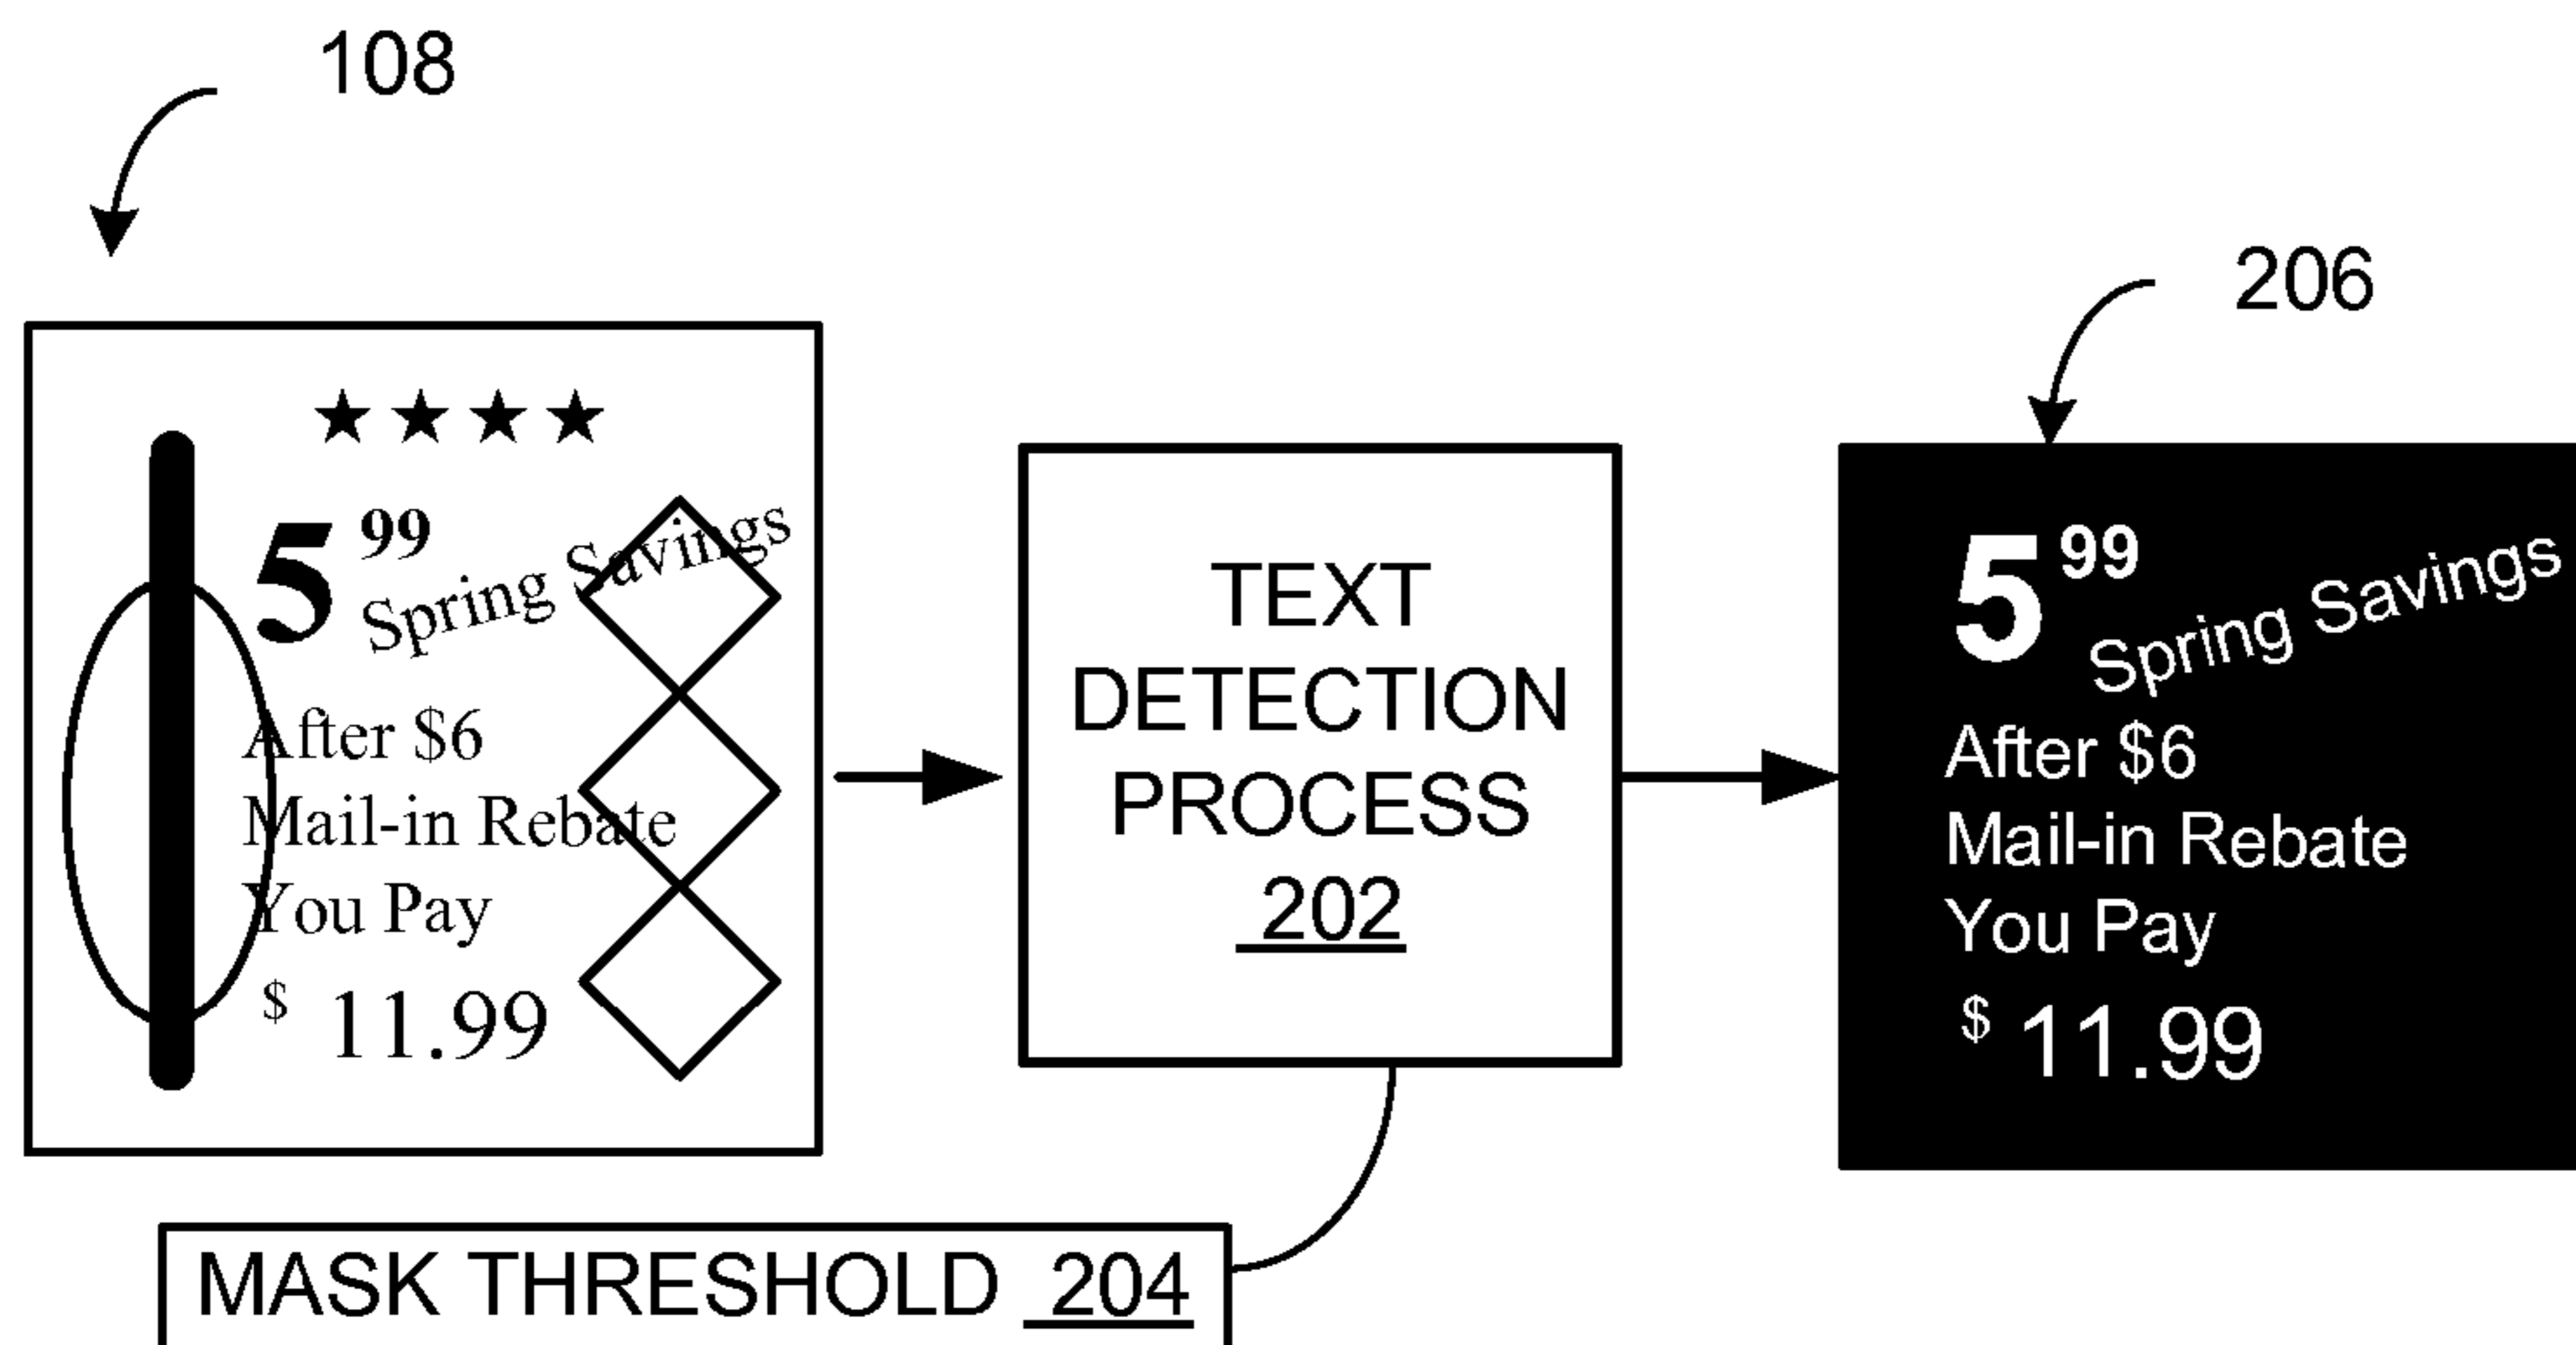 108
★★★★
5 99
Spring Savings
After $6
Mail-in Rebate
You Pay
$ 11.99
TEXT
DETECTION
PROCESS
202
MASK THRESHOLD 204
206
5 99
Spring Savings
After $6
Mail-in Rebate
You Pay
$ 11.99